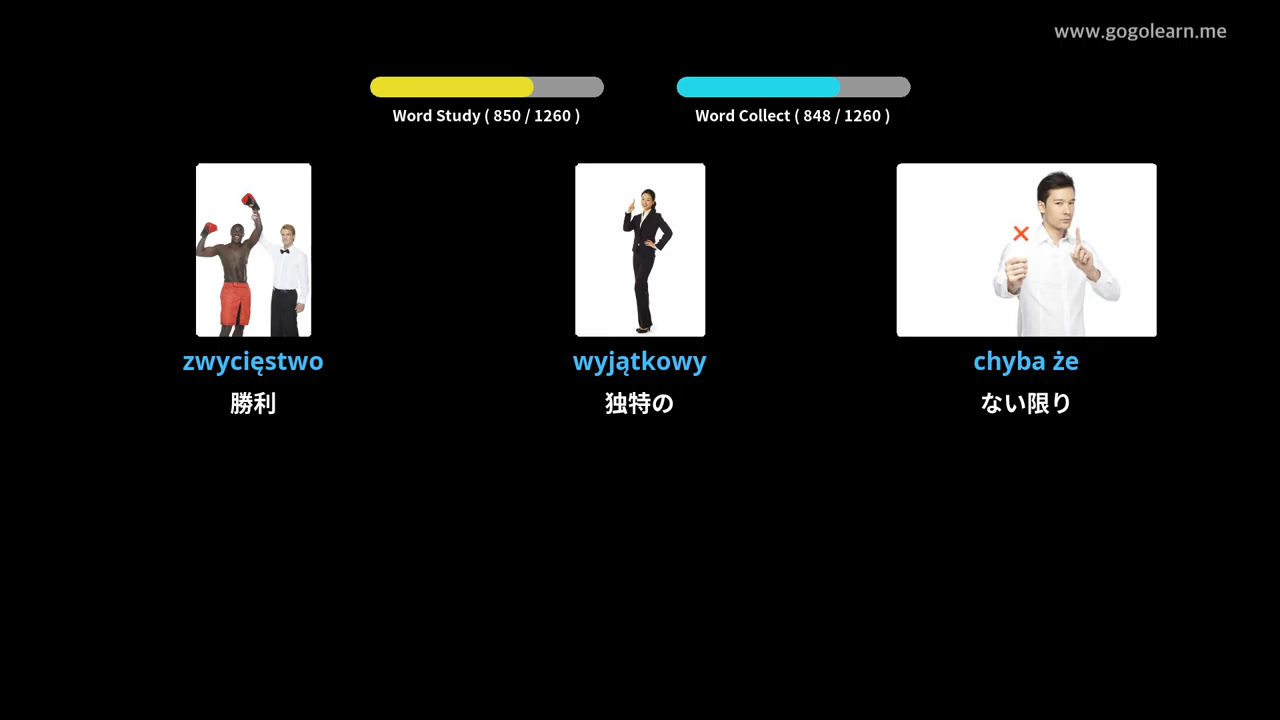 www.gogolearn.me
Word Study ( 850 / 1260 )
Word Collect ( 848 / 1260 )
zwycięstwo
wyjątkowy
chyba że
勝利
独特の
ない限り